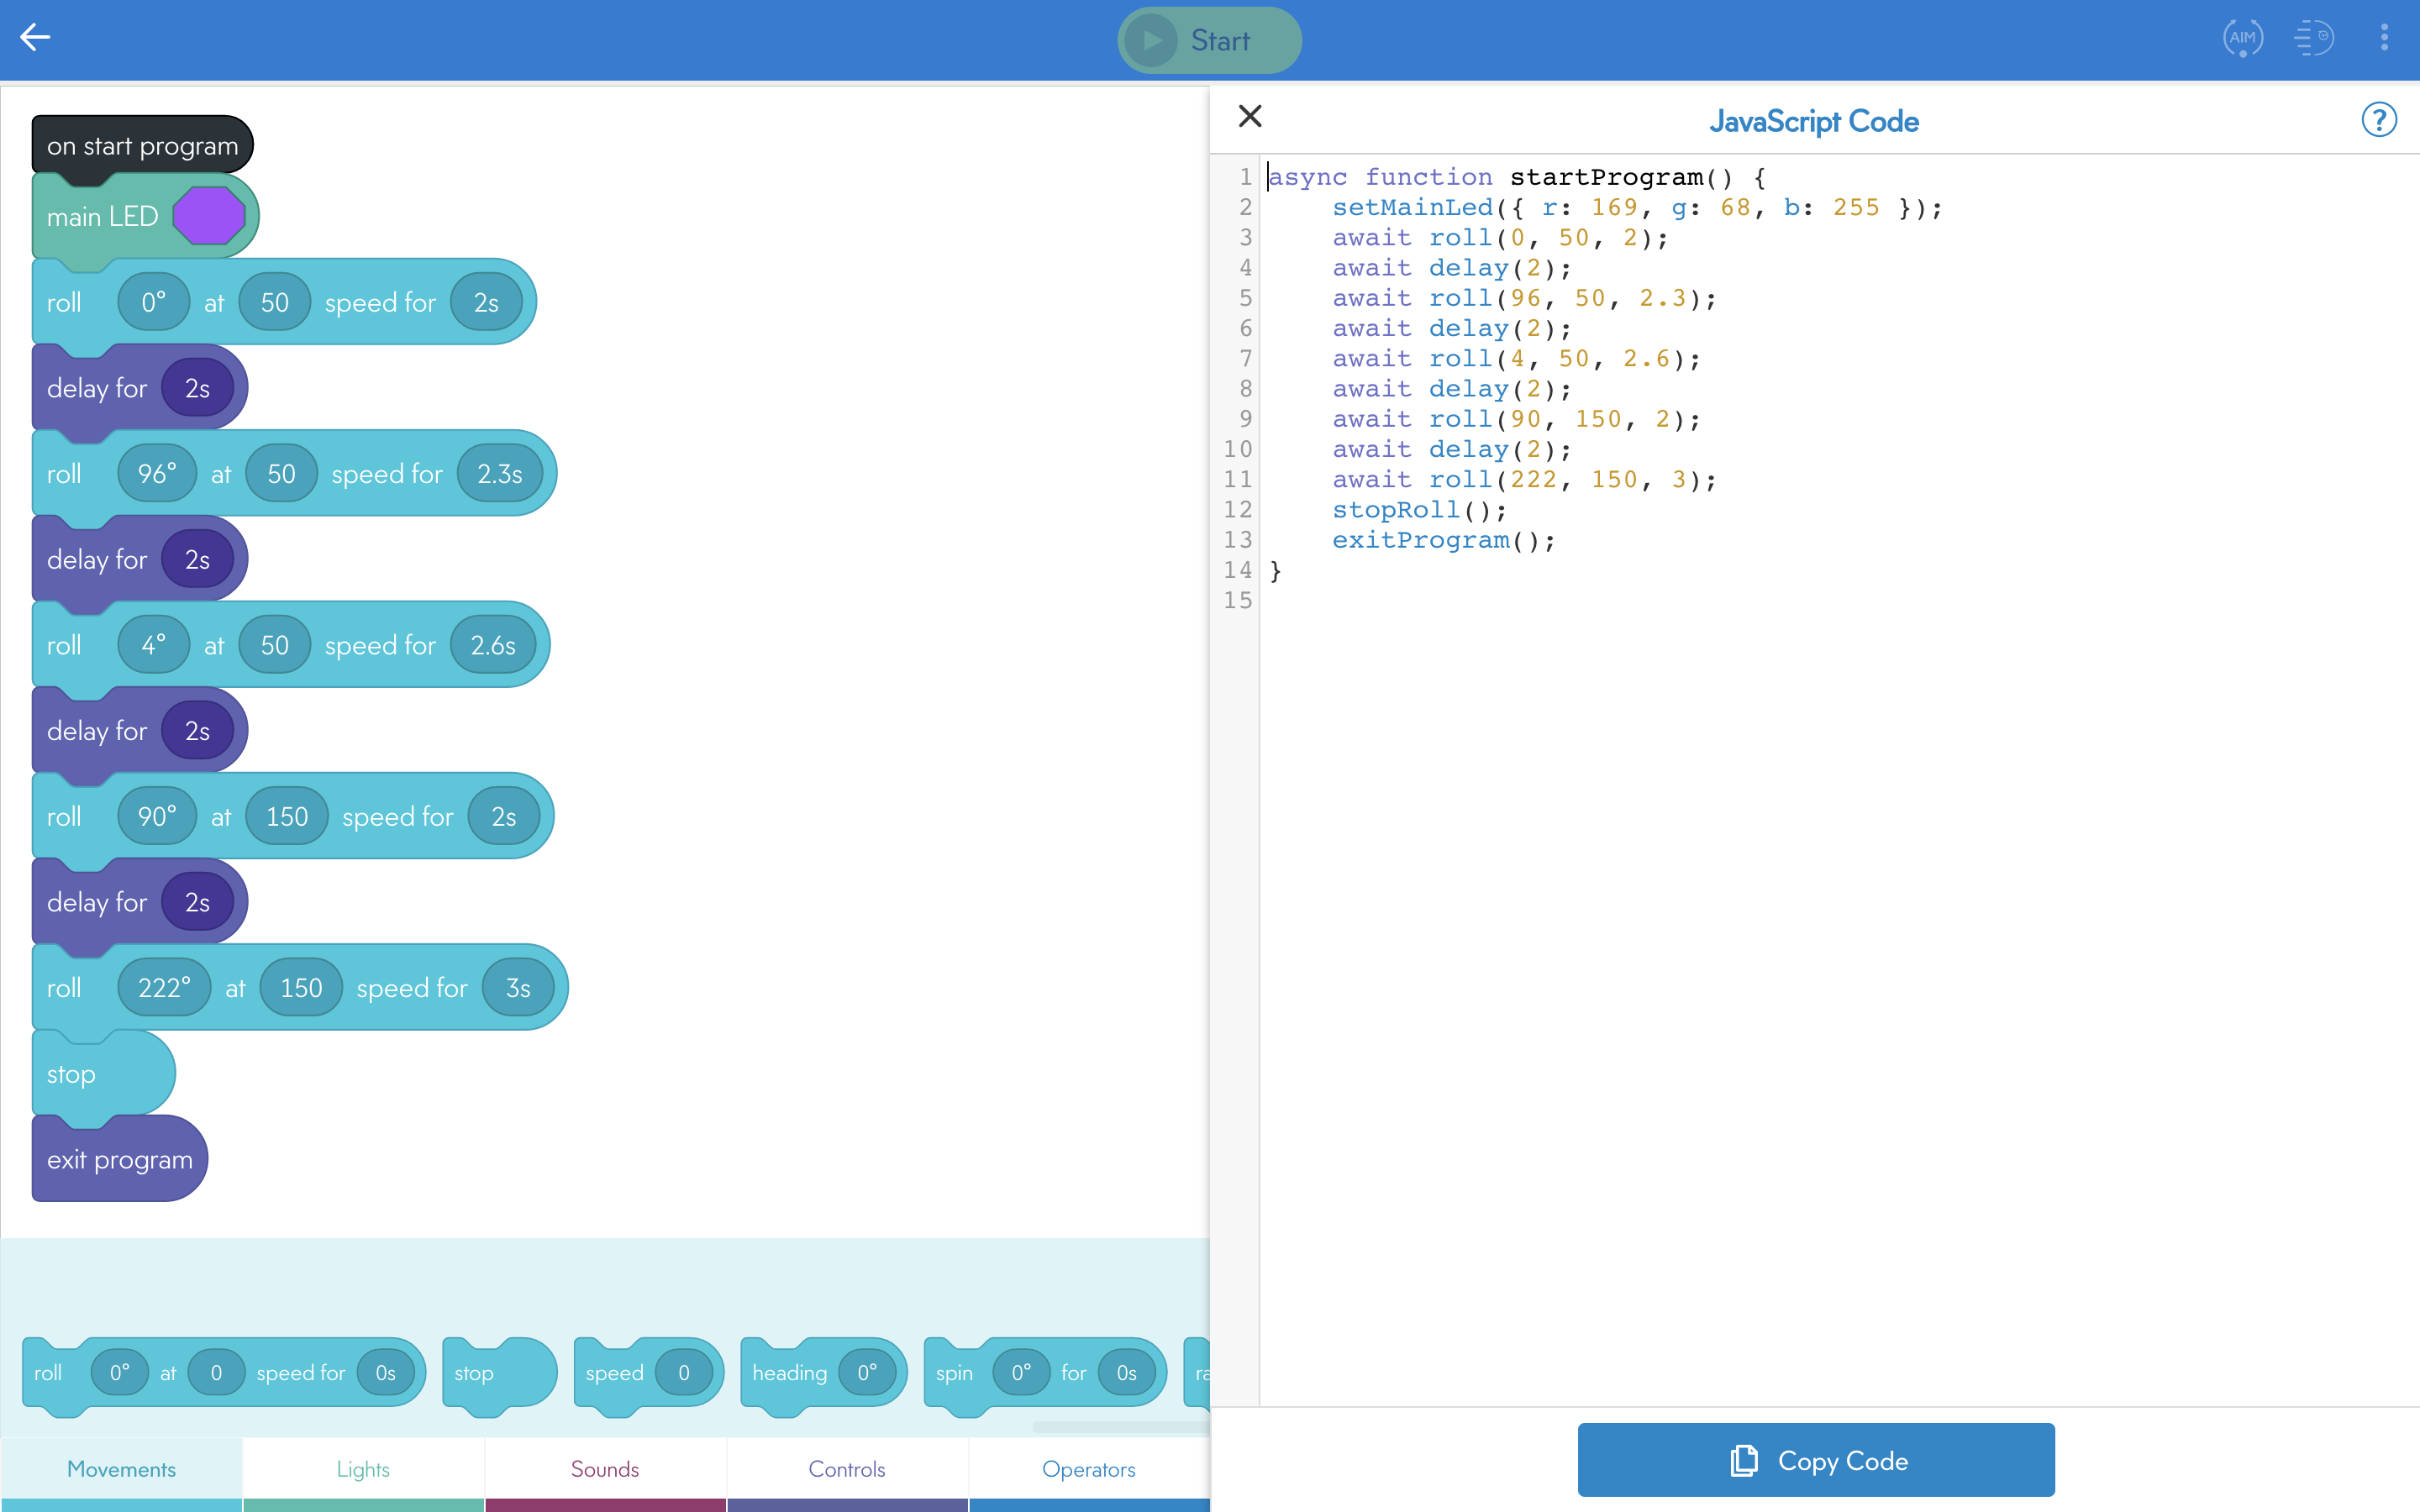 Start
AIM
on start program
main LED
roll 0° at 50 speed for 2s
delay for 2s
roll 96° at 50 speed for 2.3s
delay for 2s
roll 4° at 50 speed for 2.6s
delay for 2s
roll 90° at 150 speed for 2s
delay for 2s
roll 222° at 150 speed for 3s
stop
exit program
roll 0° at 0 speed for 0s
stop
speed 0
heading 0°
spin 0° for 0s
ra
Movements
Lights
Sounds
Controls
Operators
JavaScript Code
?
1 async function startProgram() {
2     setMainLed({ r: 169, g: 68, b: 255 });
3     await roll(0, 50, 2);
4     await delay(2);
5     await roll(96, 50, 2.3);
6     await delay(2);
7     await roll(4, 50, 2.6);
8     await delay(2);
9     await roll(90, 150, 2);
10     await delay(2);
11     await roll(222, 150, 3);
12     stopRoll();
13     exitProgram();
14 }
15
Copy Code